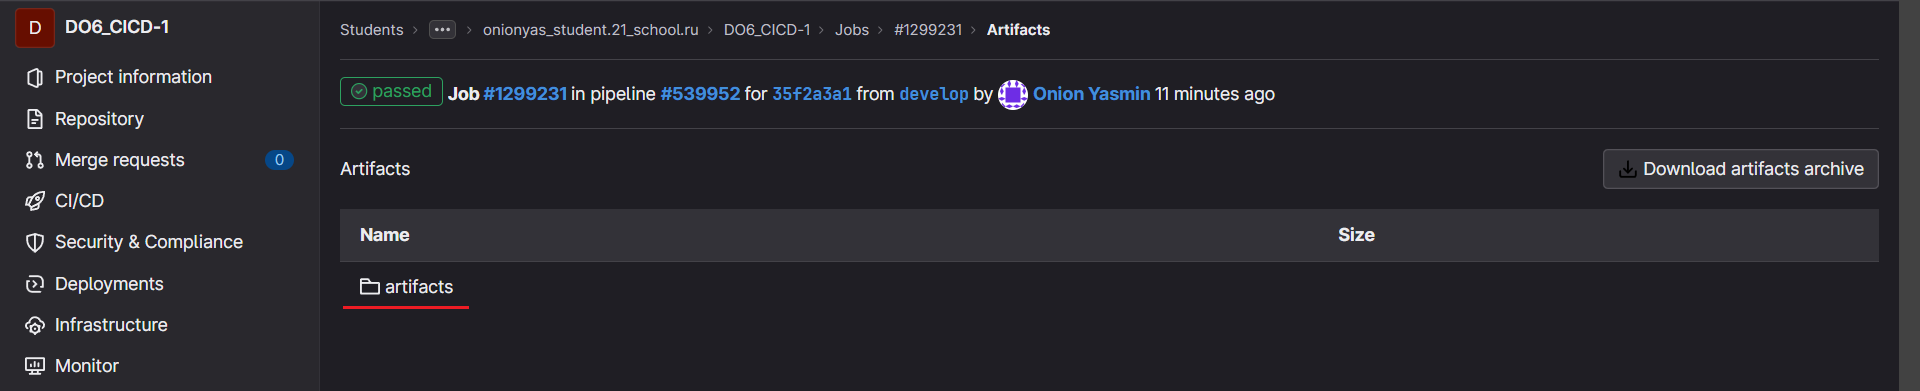 D DO6_CICD-1
Project information
Repository
Merge requests 0
CI/CD
Security & Compliance
Deployments
Infrastructure
Monitor
Students › ••• › onionyas_student.21_school.ru › DO6_CICD-1 › Jobs › #1299231 › Artifacts
passed Job #1299231 in pipeline #539952 for 35f2a3a1 from develop by Onion Yasmin 11 minutes ago
Artifacts
Download artifacts archive
Name Size
artifacts